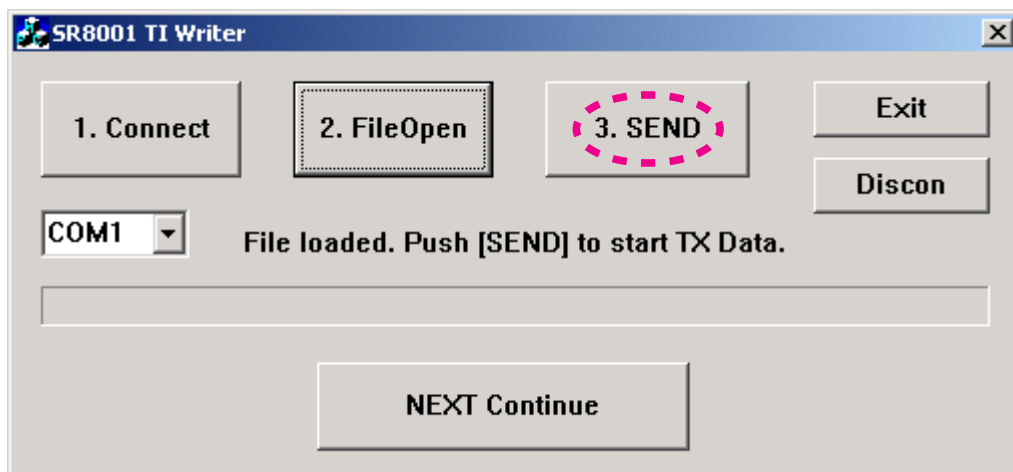 SR8001 TI Writer
1. Connect
2. FileOpen
3. SEND
Exit
Discon
COM1
File loaded. Push [SEND] to start TX Data.
NEXT Continue